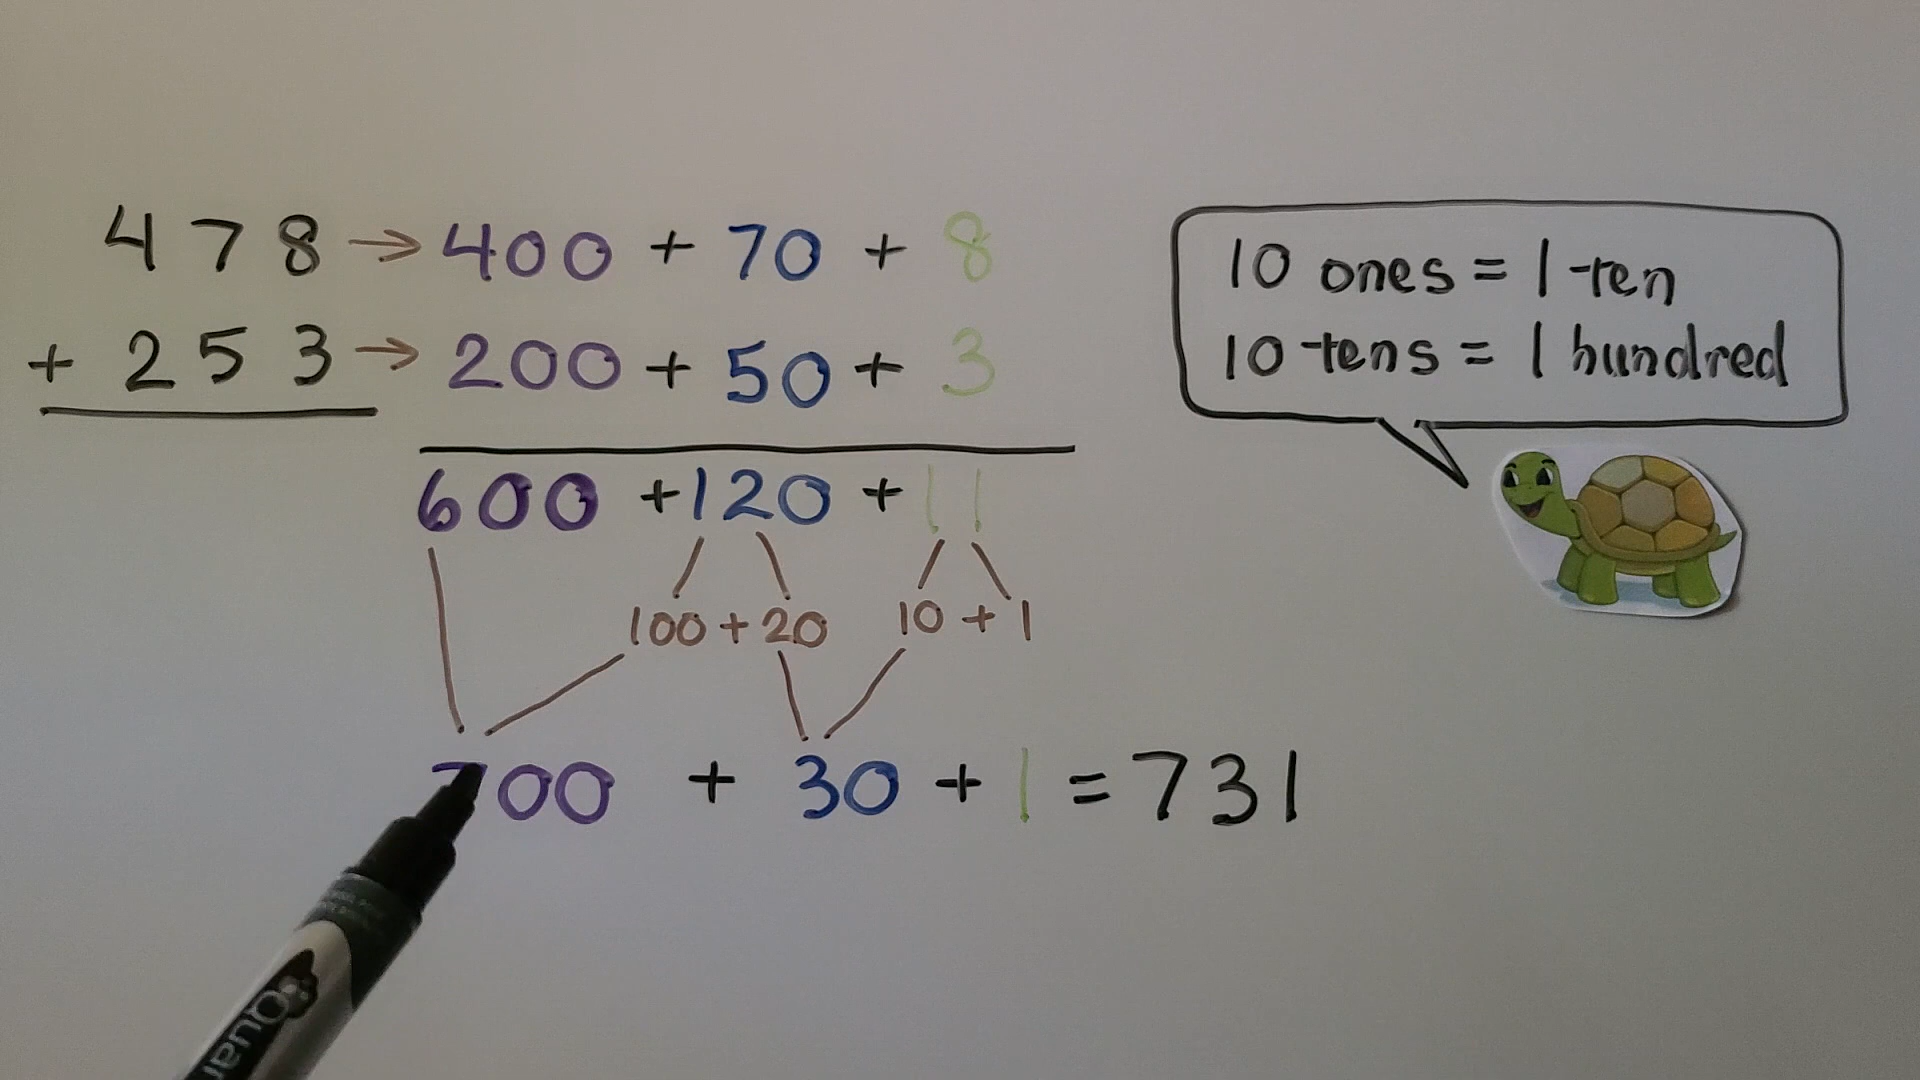 478 → 400 + 70 + 8
+ 253 → 200 + 50 + 3
600 + 120 + 11
100 + 20 10 + 1
700 + 30 + 1 = 731
10 ones = 1 ten
10 tens = 1 hundred